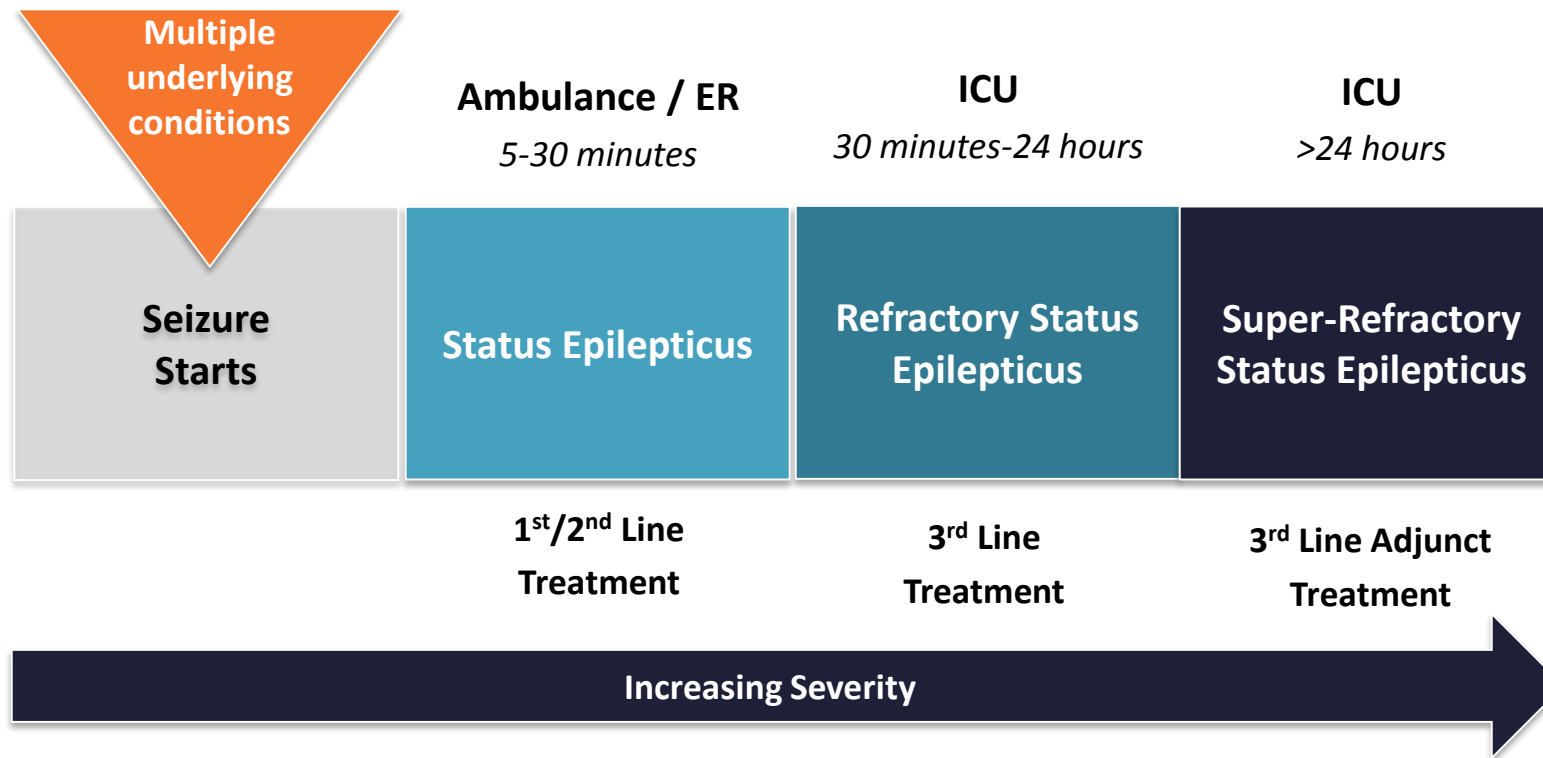 Multiple
underlying
conditions
Ambulance / ER
5-30 minutes
ICU
30 minutes-24 hours
ICU
>24 hours
Seizure
Starts
Status Epilepticus
Refractory Status
Epilepticus
Super-Refractory
Status Epilepticus
1st/2nd Line
Treatment
3rd Line
Treatment
3rd Line Adjunct
Treatment
Increasing Severity